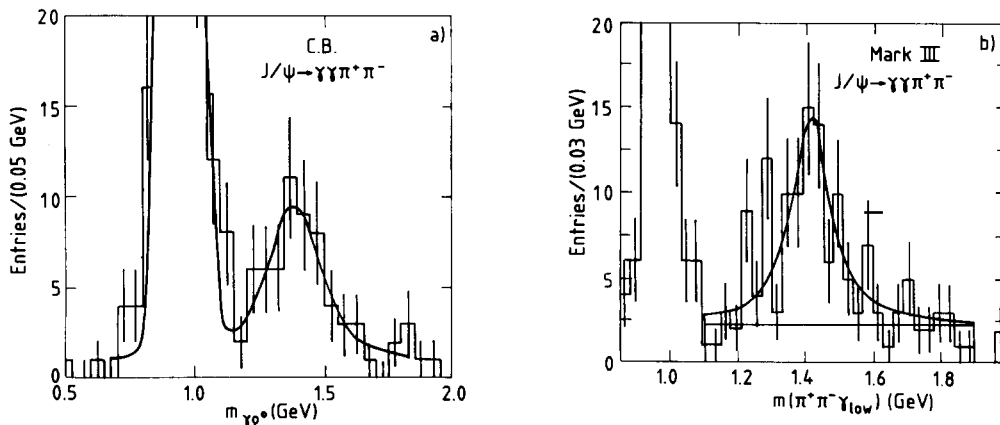 a)
C.B.
J/ψ→γγπ⁺π⁻
Entries/(0.05 GeV)
20
15
10
5
0
0.5 1.0 1.5 2.0
m_γρ° (GeV)
b)
Mark III
J/ψ→γγπ⁺π⁻
Entries/(0.03 GeV)
20
15
10
5
0
1.0 1.2 1.4 1.6 1.8
m(π⁺π⁻γ_low) (GeV)